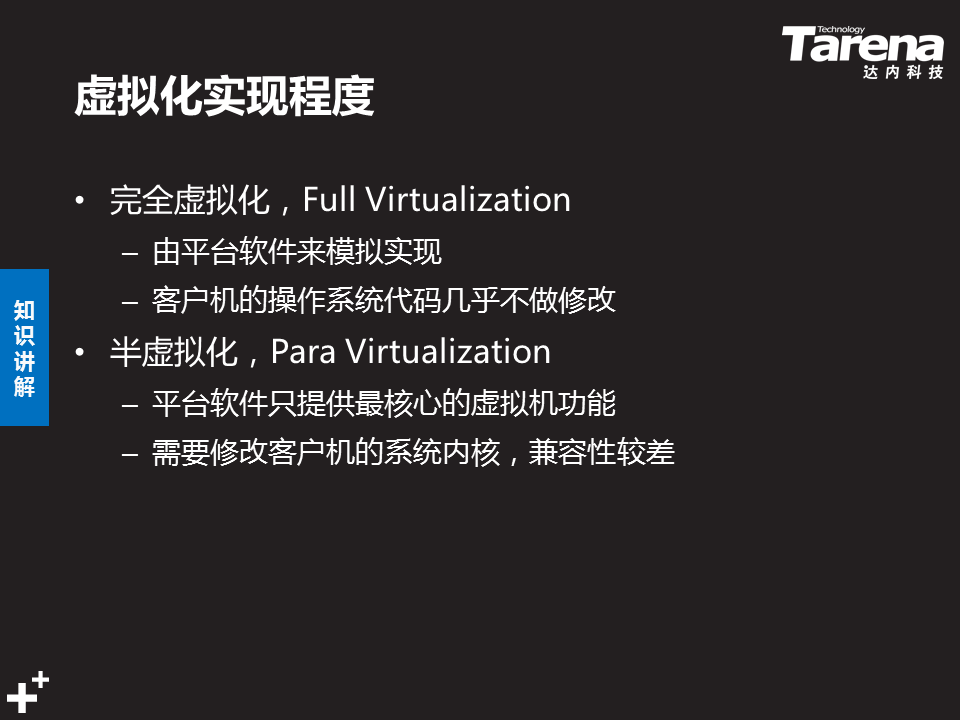 Technology
Tarena
达内科技
虚拟化实现程度
• 完全虚拟化，Full Virtualization
– 由平台软件来模拟实现
– 客户机的操作系统代码几乎不做修改
• 半虚拟化，Para Virtualization
– 平台软件只提供最核心的虚拟机功能
– 需要修改客户机的系统内核，兼容性较差
知识讲解